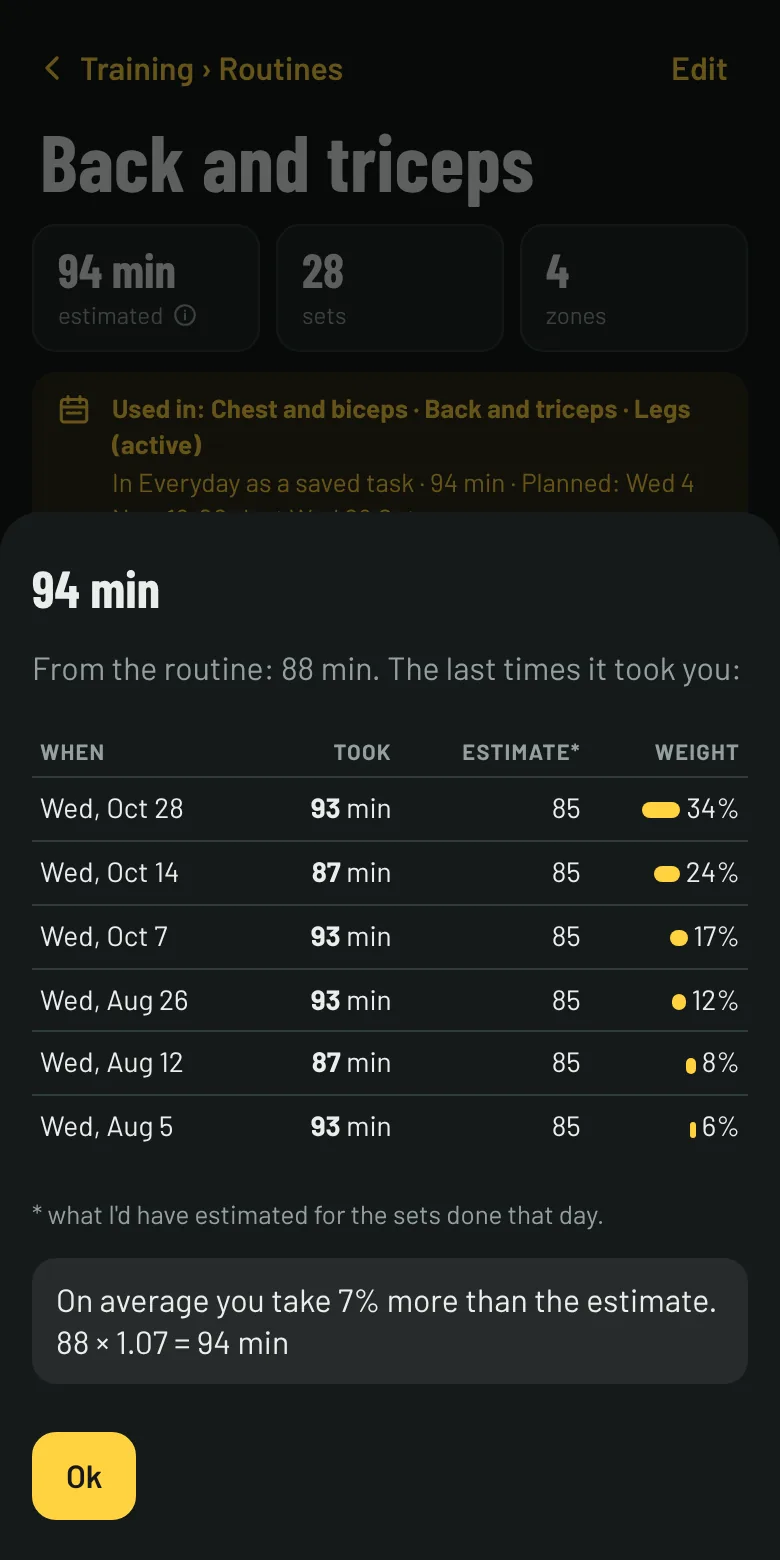 Training › Routines
Edit
Back and triceps
94 min
estimated
28
sets
4
zones
Used in: Chest and biceps · Back and triceps · Legs
(active)
In Everyday as a saved task · 94 min · Planned: Wed 4
94 min
From the routine: 88 min. The last times it took you:
WHEN TOOK ESTIMATE* WEIGHT
Wed, Oct 28 93 min 85 34%
Wed, Oct 14 87 min 85 24%
Wed, Oct 7 93 min 85 17%
Wed, Aug 26 93 min 85 12%
Wed, Aug 12 87 min 85 8%
Wed, Aug 5 93 min 85 6%
* what I'd have estimated for the sets done that day.
On average you take 7% more than the estimate.
88 × 1.07 = 94 min
Ok